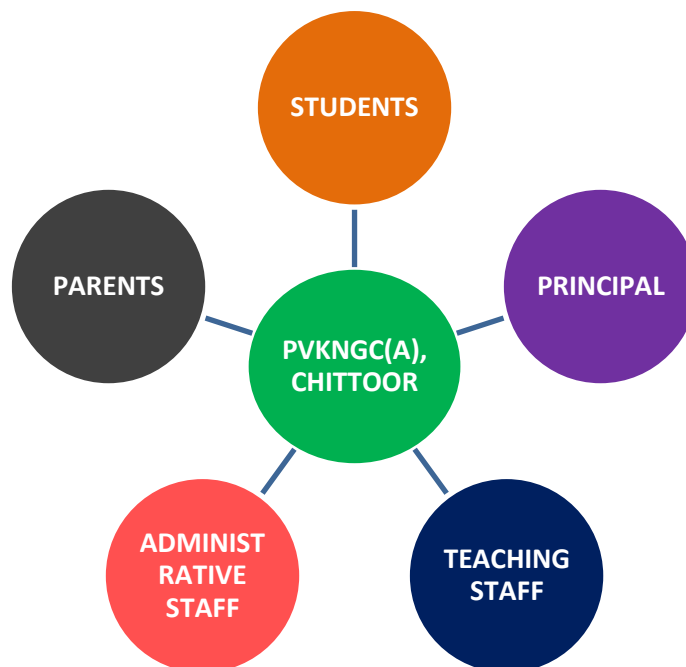 STUDENTS
PARENTS
PRINCIPAL
PVKNGC(A),
CHITTOOR
ADMINIST
RATIVE
STAFF
TEACHING
STAFF